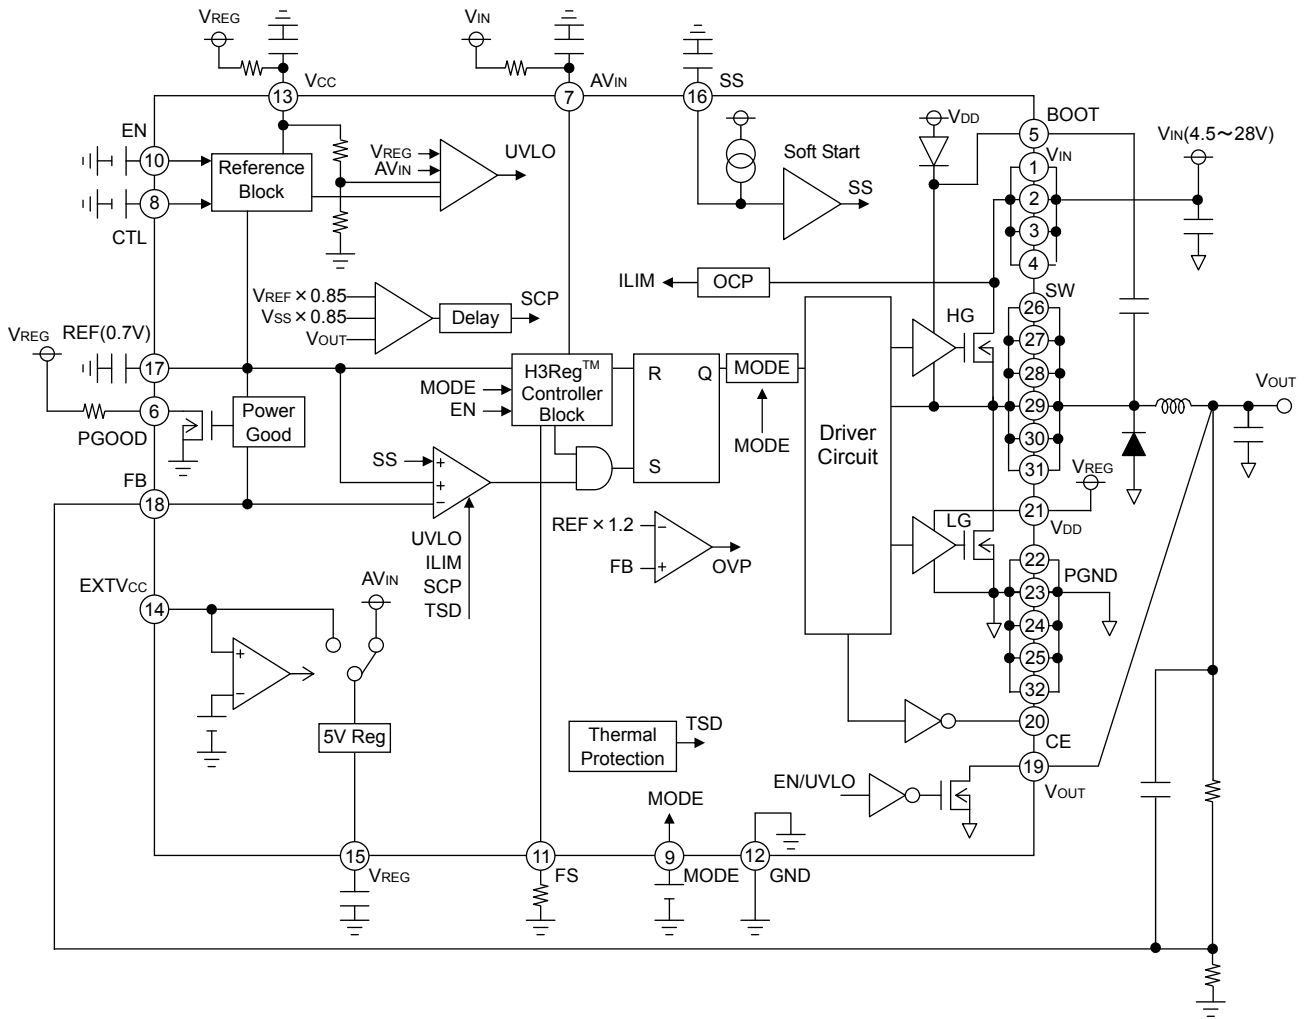 VREG
VIN
VCC
AVIN
SS
13
7
16
BOOT
VDD
5
VIN(4.5～28V)
EN
10
Reference
Block
VREG
AVIN
UVLO
Soft Start
SS
VIN
1
2
3
4
8
CTL
ILIM
OCP
SW
26
27
28
29
30
31
VREF×0.85
VSS×0.85
VOUT
Delay
SCP
HG
VREG
REF(0.7V)
17
H3Reg™
Controller
Block
MODE
EN
R
Q
S
MODE
MODE
VOUT
6
PGOOD
Power
Good
Driver
Circuit
FB
18
SS
+
+
−
VREG
21
VDD
LG
REF×1.2
−
FB
+
OVP
UVLO
ILIM
SCP
TSD
22
PGND
23
24
25
32
EXTVCC
14
AVIN
+
−
5V Reg
Thermal
Protection
TSD
20
CE
19
VOUT
EN/UVLO
MODE
15
VREG
11
FS
9
MODE
12
GND